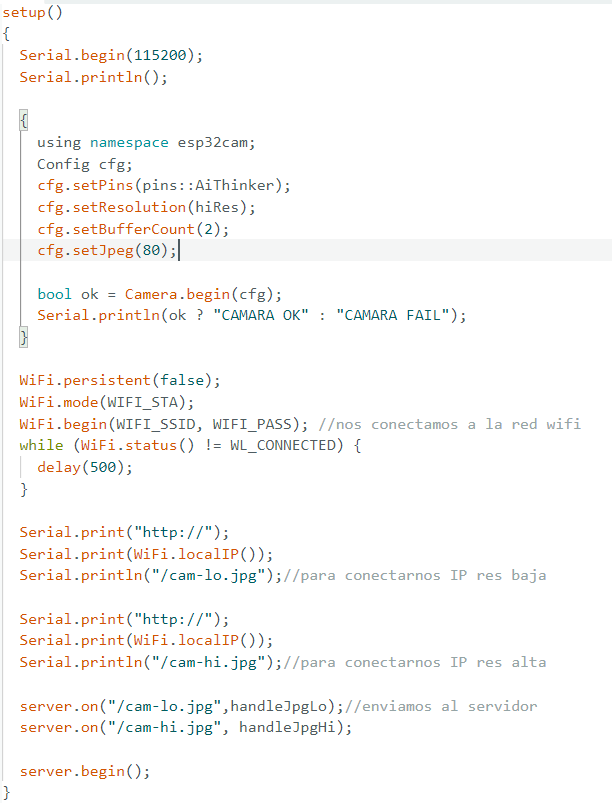 setup()
{
  Serial.begin(115200);
  Serial.println();

  {
    using namespace esp32cam;
    Config cfg;
    cfg.setPins(pins::AiThinker);
    cfg.setResolution(hiRes);
    cfg.setBufferCount(2);
    cfg.setJpeg(80);

    bool ok = Camera.begin(cfg);
    Serial.println(ok ? "CAMARA OK" : "CAMARA FAIL");
  }

  WiFi.persistent(false);
  WiFi.mode(WIFI_STA);
  WiFi.begin(WIFI_SSID, WIFI_PASS); //nos conectamos a la red wifi
  while (WiFi.status() != WL_CONNECTED) {
    delay(500);
  }

  Serial.print("http://");
  Serial.print(WiFi.localIP());
  Serial.println("/cam-lo.jpg");//para conectarnos IP res baja

  Serial.print("http://");
  Serial.print(WiFi.localIP());
  Serial.println("/cam-hi.jpg");//para conectarnos IP res alta

  server.on("/cam-lo.jpg",handleJpgLo);//enviamos al servidor
  server.on("/cam-hi.jpg", handleJpgHi);

  server.begin();
}